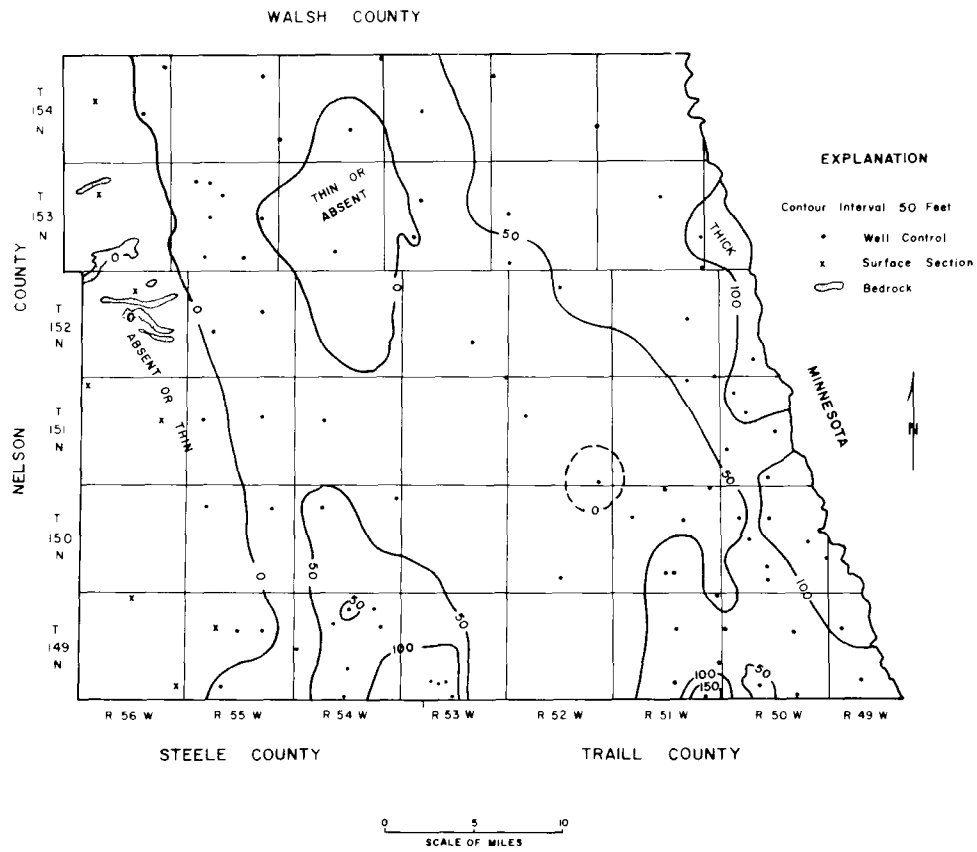 WALSH COUNTY
T
154
N
T
153
N
T
152
N
T
151
N
T
150
N
T
149
N
NELSON COUNTY
THIN OR
ABSENT
THICK
ABSENT OR THIN
MINNESOTA
0
0
0
0
0
0
50
50
50
50
50
50
100
100
100
100
150
EXPLANATION
Contour Interval 50 Feet
Well Control
x Surface Section
Bedrock
N
R 56 W R 55 W R 54 W R 53 W R 52 W R 51 W R 50 W R 49 W
STEELE COUNTY TRAILL COUNTY
0 5 10
SCALE OF MILES